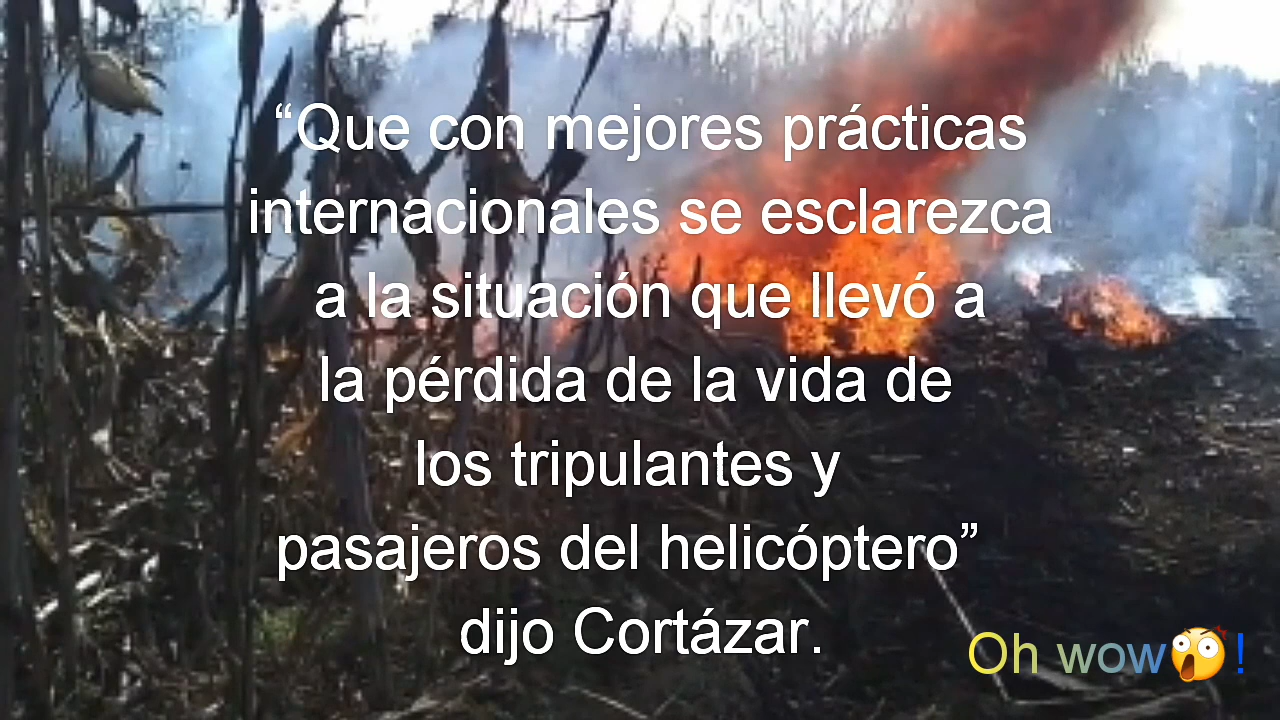 “Que con mejores prácticas
internacionales se esclarezca
a la situación que llevó a
la pérdida de la vida de
los tripulantes y
pasajeros del helicóptero”
dijo Cortázar.
Oh wow😲!